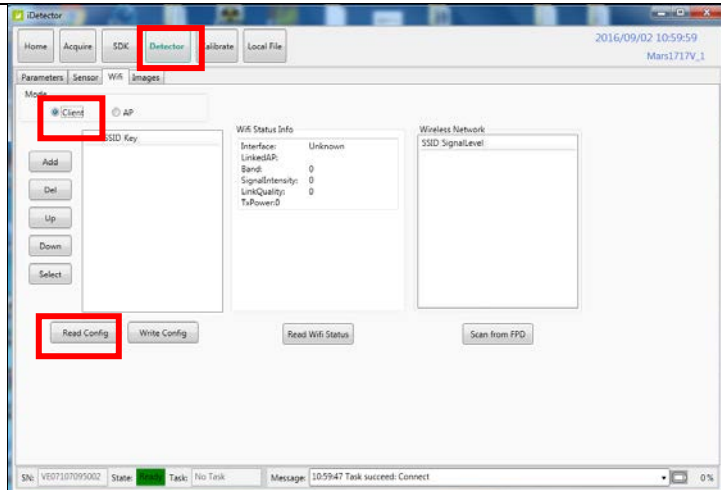 iDetector
Home Acquire SDK Detector Calibrate Local File
2016/09/02 10:59:59
Mars1717V_1
Parameters Sensor Wifi Images
Mode
Client AP
SSID Key
Add
Del
Up
Down
Select
Wifi Status Info
Interface: Unknown
LinkedAP:
Band: 0
SignalIntensity: 0
LinkQuality: 0
TxPower:0
Wireless Network
SSID SignalLevel
Read Config Write Config Read Wifi Status Scan from FPD
SN: VE07107095002 State: Ready Task: No Task Message: 10:59:47 Task succeed: Connect 0%